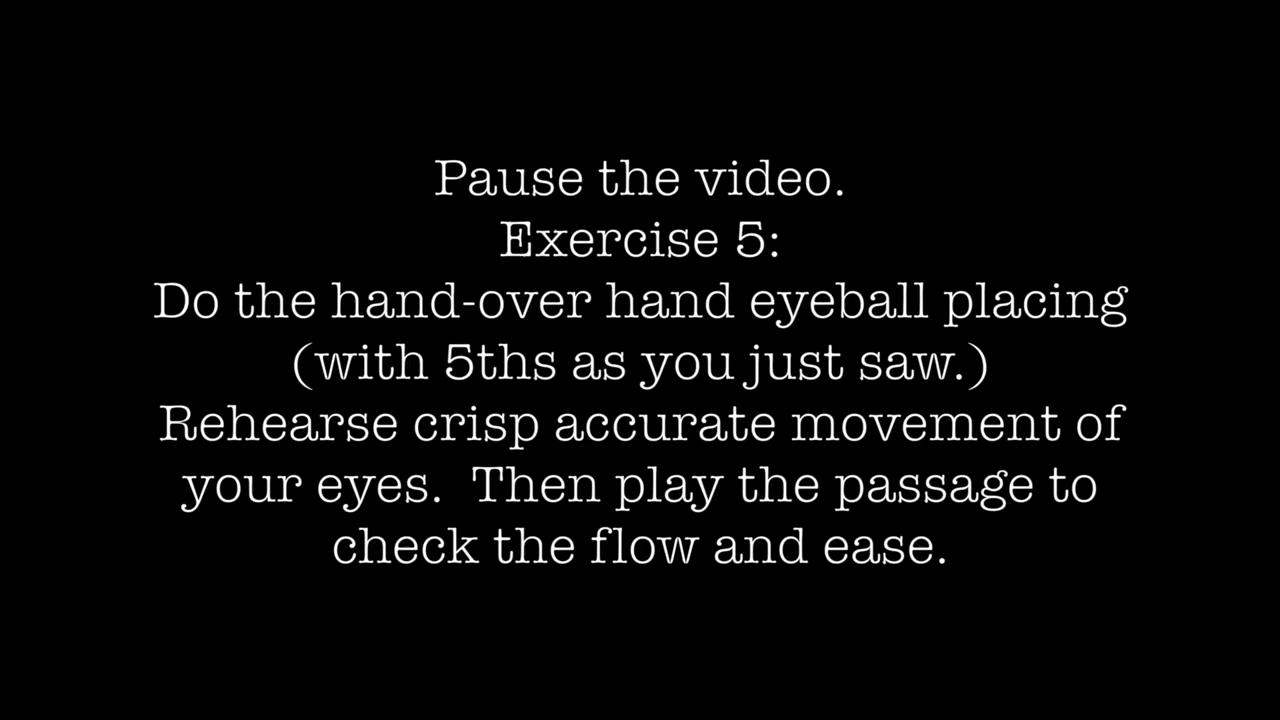 Pause the video.
Exercise 5:
Do the hand-over hand eyeball placing
(with 5ths as you just saw.)
Rehearse crisp accurate movement of
your eyes.  Then play the passage to
check the flow and ease.